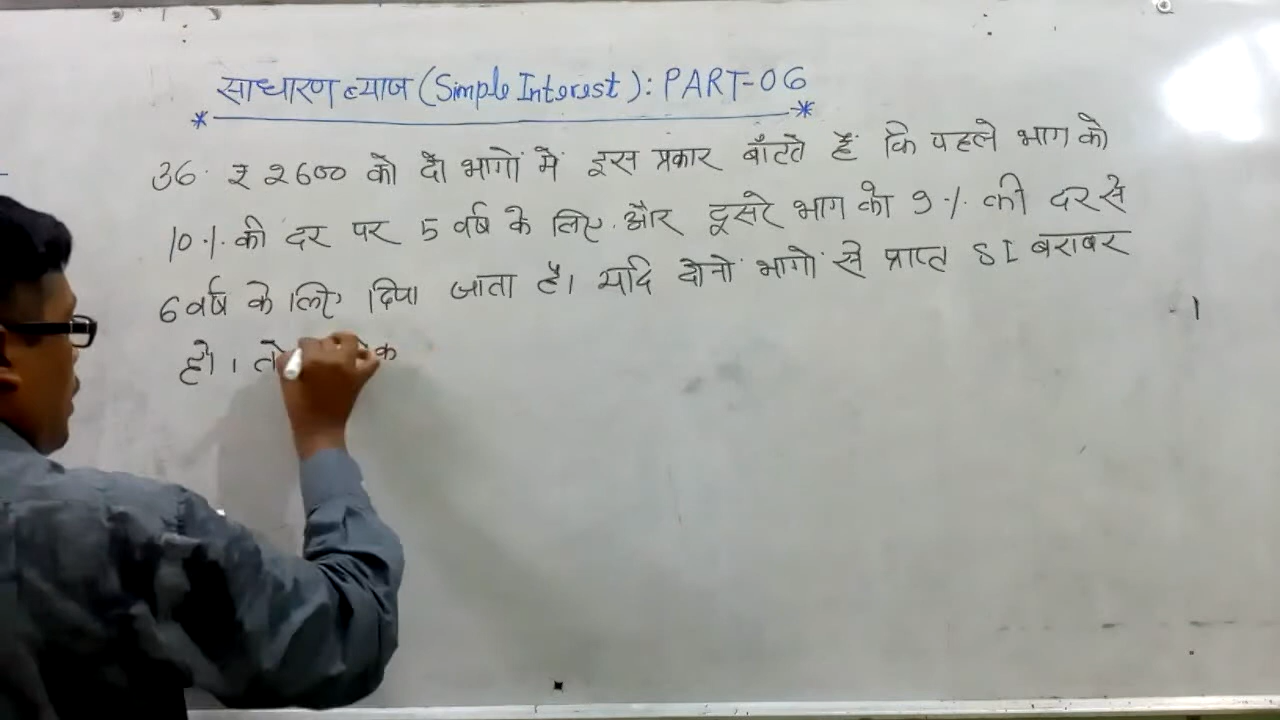 साधारण ब्याज (Simple Interest): PART-06
36. ₹ 2600 को दो भागों में इस प्रकार बाँटते हैं कि पहले भाग को
10% की दर पर 5 वर्ष के लिए और दूसरे भाग को 9% की दर से
6 वर्ष के लिए दिया जाता है। यदि दोनो भागो से प्राप्त SI बराबर
हो। तो